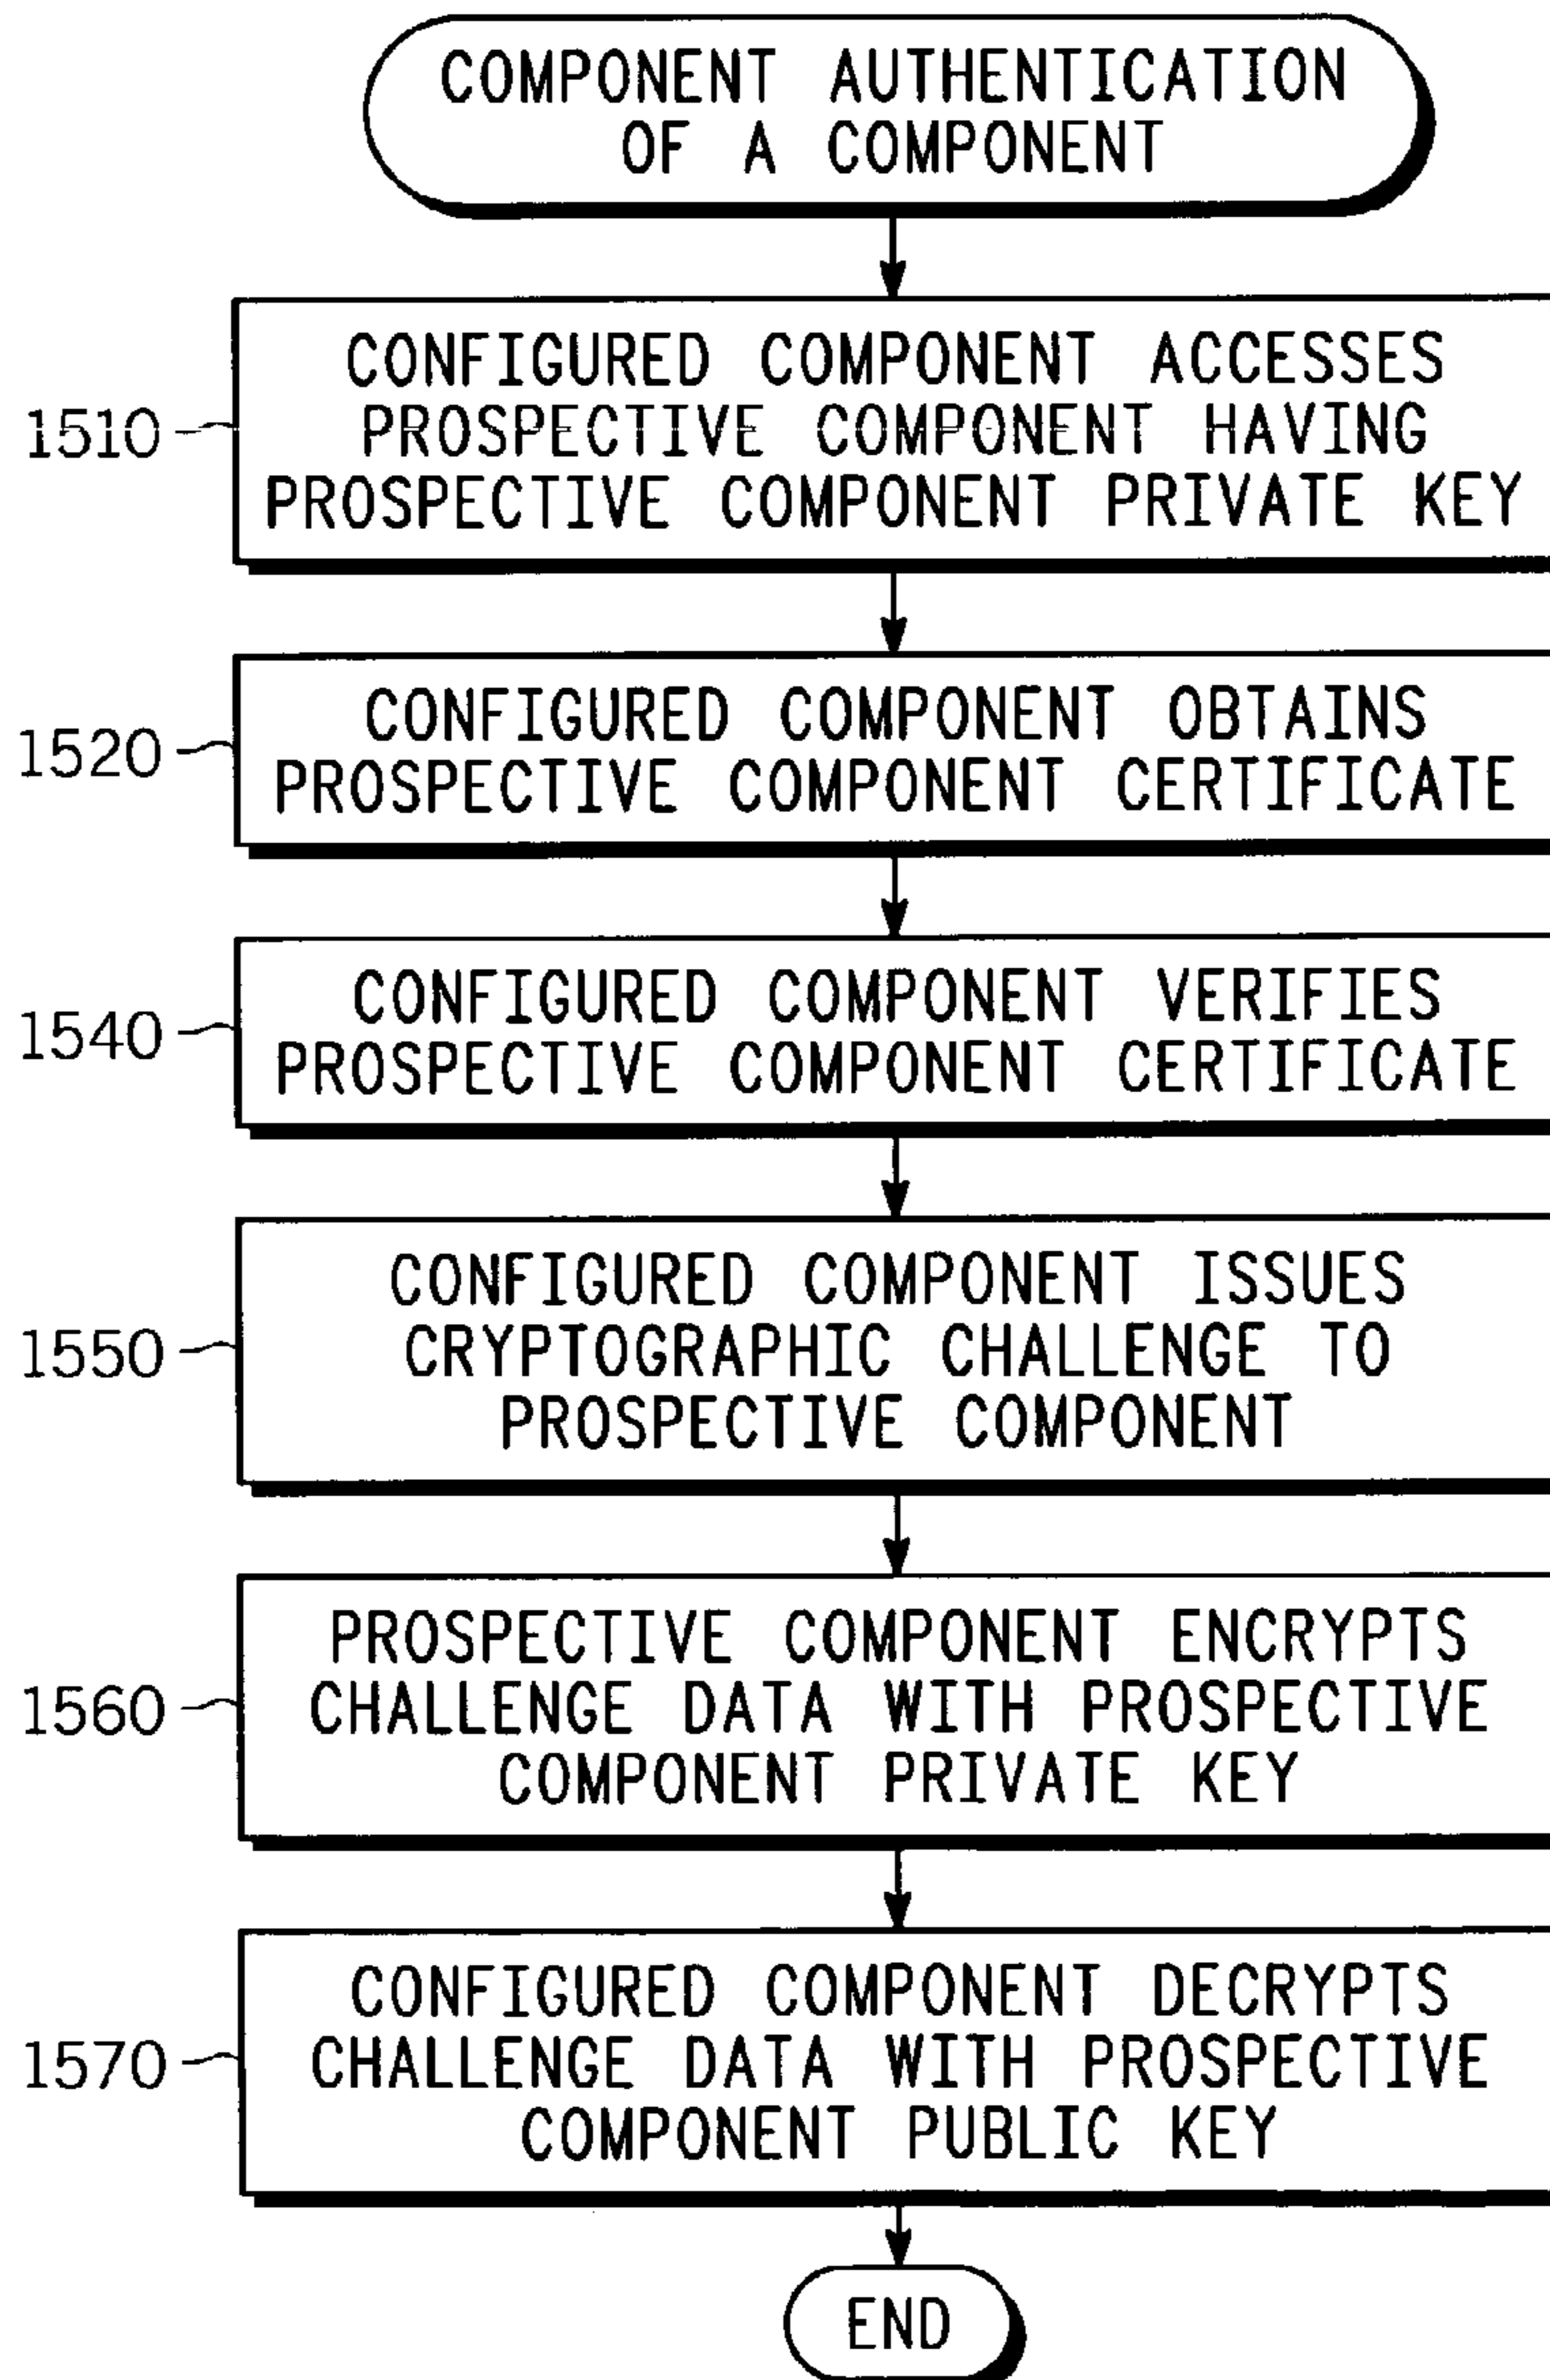 COMPONENT AUTHENTICATION
OF A COMPONENT
1510
CONFIGURED COMPONENT ACCESSES
PROSPECTIVE COMPONENT HAVING
PROSPECTIVE COMPONENT PRIVATE KEY
1520
CONFIGURED COMPONENT OBTAINS
PROSPECTIVE COMPONENT CERTIFICATE
1540
CONFIGURED COMPONENT VERIFIES
PROSPECTIVE COMPONENT CERTIFICATE
1550
CONFIGURED COMPONENT ISSUES
CRYPTOGRAPHIC CHALLENGE TO
PROSPECTIVE COMPONENT
1560
PROSPECTIVE COMPONENT ENCRYPTS
CHALLENGE DATA WITH PROSPECTIVE
COMPONENT PRIVATE KEY
1570
CONFIGURED COMPONENT DECRYPTS
CHALLENGE DATA WITH PROSPECTIVE
COMPONENT PUBLIC KEY
END